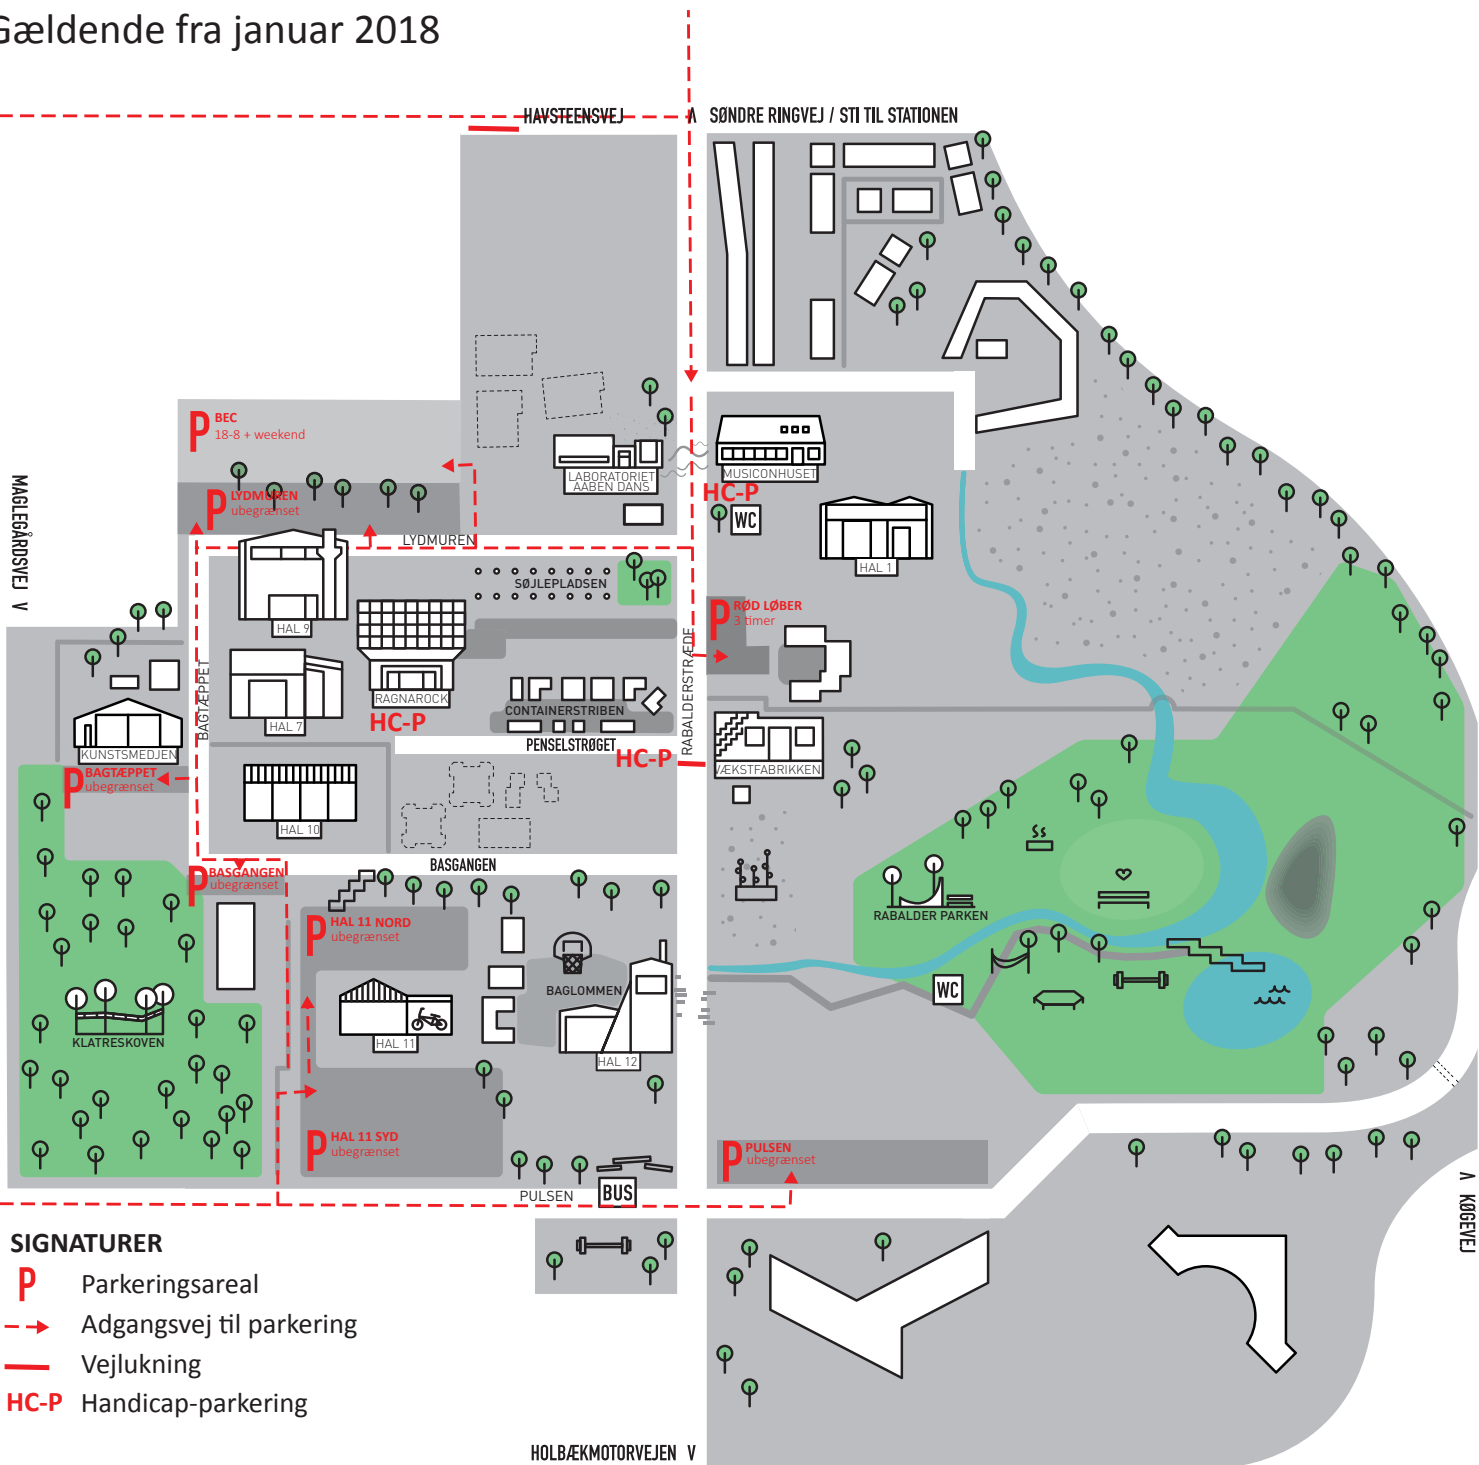 Gældende fra januar 2018
HAVSTEENSVEJ
Λ SØNDRE RINGVEJ / STI TIL STATIONEN
P BEC
18-8 + weekend
P LYDMUREN
ubegrænset
LYDMUREN
LABORATORIET
AABEN DANS
MUSICONHUSET
HC-P
WC
HAL 1
MAGLEGÅRDSVEJ V
HAL 9
SØJLEPLADSEN
P RØD LØBER
3 timer
RABALDERSTRÆDE
BAGTÆPPET
HAL 7
RAGNAROCK
HC-P
CONTAINERSTRIBEN
PENSELSTRØGET
HC-P
VÆKSTFABRIKKEN
KUNSTSMEDJEN
P BAGTÆPPET
ubegrænset
HAL 10
BASGANGEN
P BASGANGEN
ubegrænset
P HAL 11 NORD
ubegrænset
RABALDER PARKEN
BAGLOMMEN
WC
KLATRESKOVEN
HAL 11
HAL 12
P HAL 11 SYD
ubegrænset
P PULSEN
ubegrænset
PULSEN
BUS
Λ KØGEVEJ
SIGNATURER
P Parkeringsareal
Adgangsvej til parkering
Vejlukning
HC-P Handicap-parkering
HOLBÆKMOTORVEJEN V